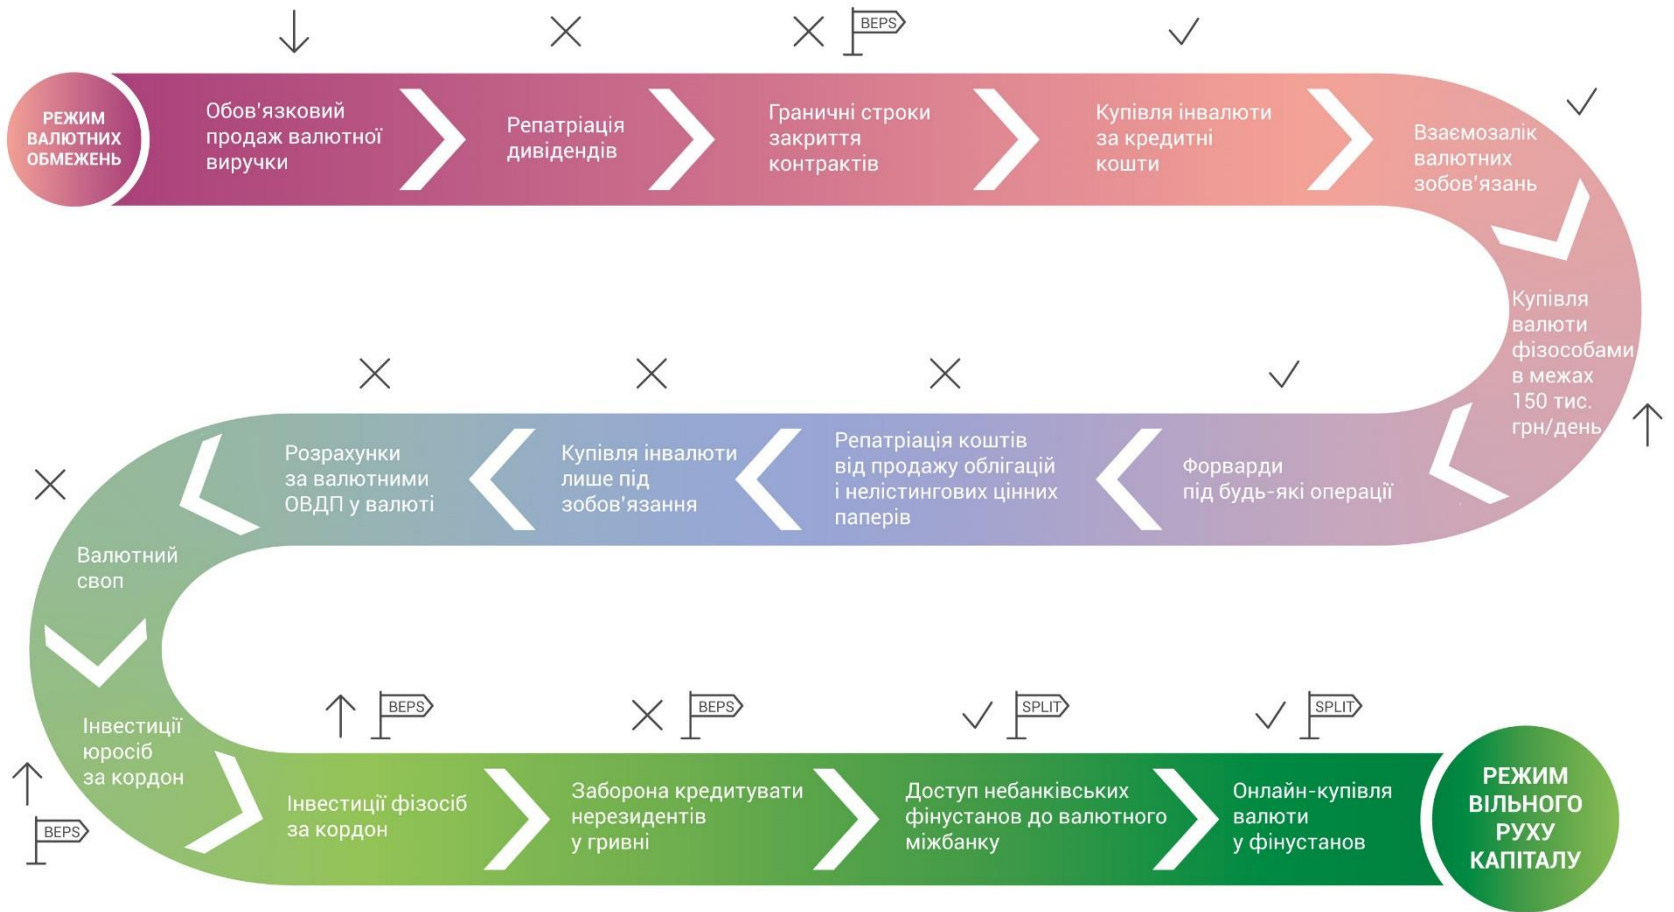 BEPS
РЕЖИМ
ВАЛЮТНИХ
ОБМЕЖЕНЬ
Обов'язковий
продаж валютної
виручки
Репатріація
дивідендів
Граничні строки
закриття
контрактів
Купівля інвалюти
за кредитні
кошти
Взаємозалік
валютних
зобов'язань
Купівля
валюти
фізособами
в межах
150 тис.
грн/день
Форварди
під будь-які операції
Репатріація коштів
від продажу облігацій
і нелістингових цінних
паперів
Купівля інвалюти
лише під
зобов'язання
Розрахунки
за валютними
ОВДП у валюті
Валютний
своп
Інвестиції
юросіб
за кордон
BEPS
BEPS
Інвестиції фізосіб
за кордон
BEPS
Заборона кредитувати
нерезидентів
у гривні
SPLIT
Доступ небанківських
фінустанов до валютного
міжбанку
SPLIT
Онлайн-купівля
валюти
у фінустанов
РЕЖИМ
ВІЛЬНОГО
РУХУ
КАПІТАЛУ